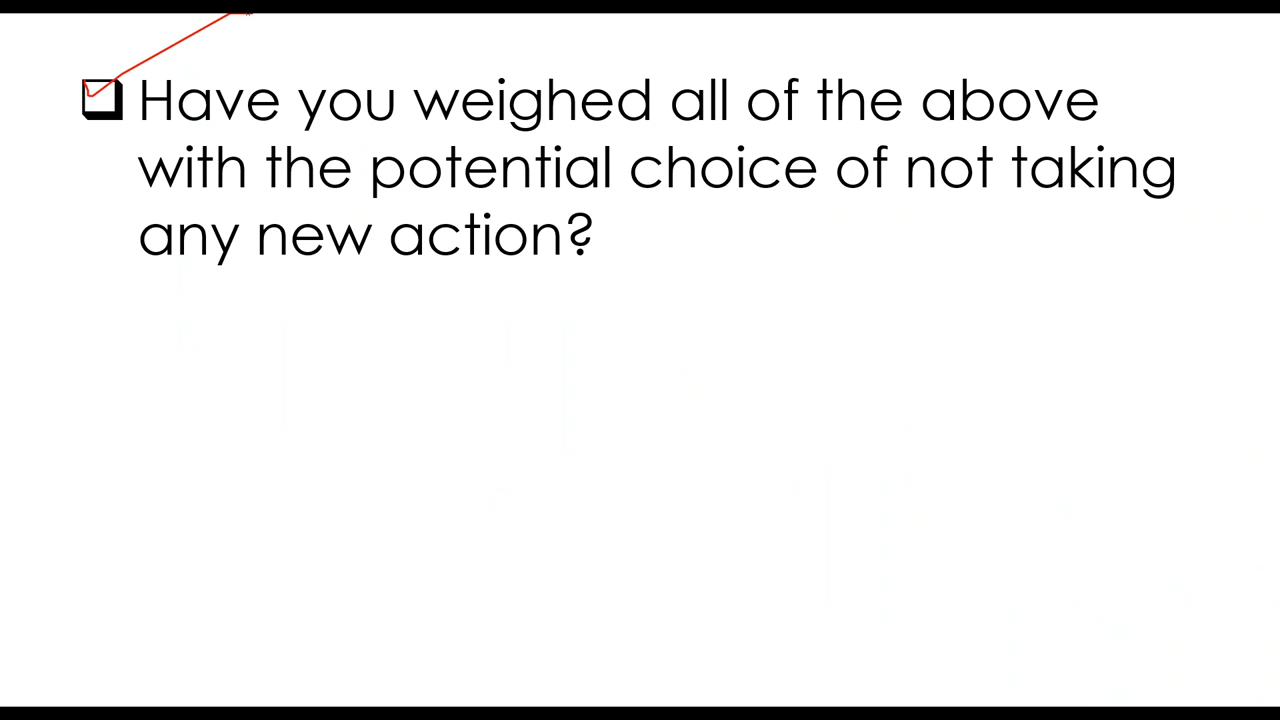 Have you weighed all of the above
with the potential choice of not taking
any new action?